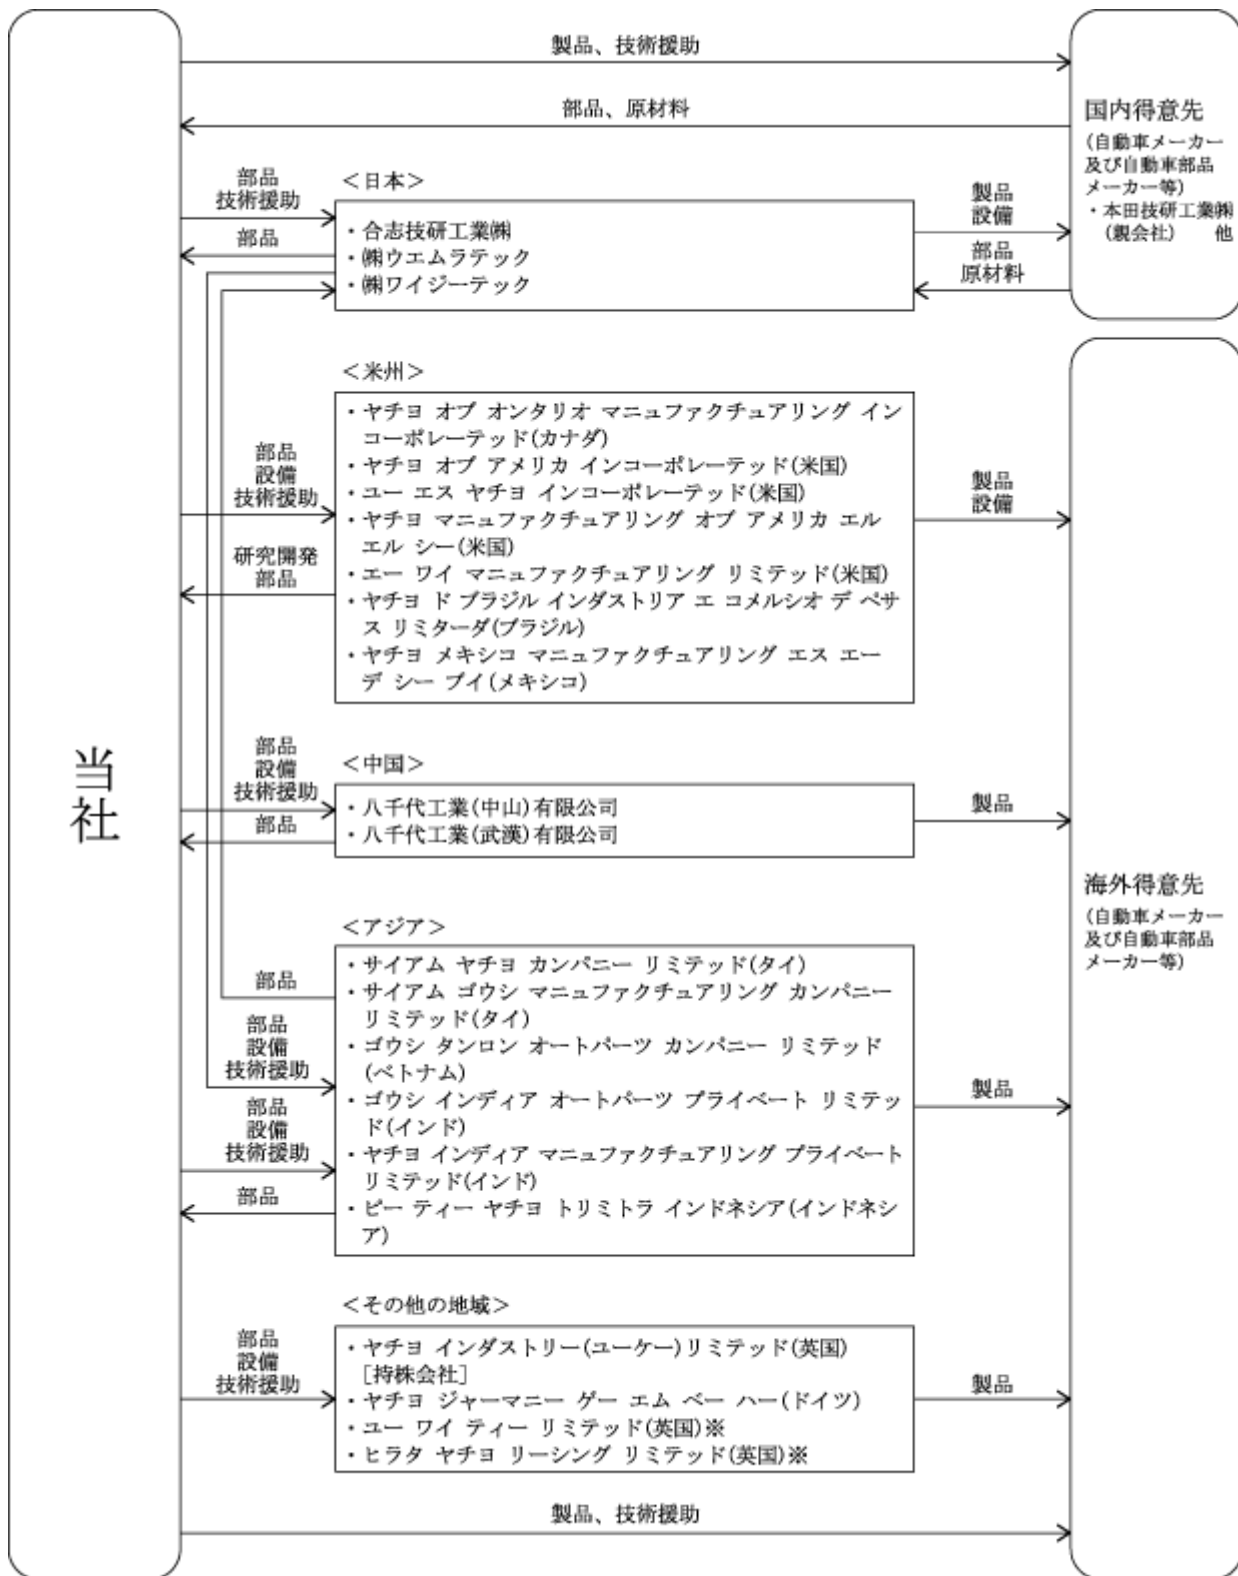 製品、技術援助
部品、原材料
国内得意先
(自動車メーカー
及び自動車部品
メーカー等)
・本田技研工業㈱
(親会社) 他
部品
技術援助
部品
<日本>
・合志技研工業㈱
・㈱ウエムラテック
・㈱ワイジーテック
製品
設備
部品
原材料
<米州>
・ヤチヨ オブ オンタリオ マニュファクチュアリング イン
コーポレーテッド(カナダ)
・ヤチヨ オブ アメリカ インコーポレーテッド(米国)
・ユー エス ヤチヨ インコーポレーテッド(米国)
・ヤチヨ マニュファクチュアリング オブ アメリカ エル
エル シー(米国)
・エー ワイ マニュファクチュアリング リミテッド(米国)
・ヤチヨ ド ブラジル インダストリア エ コメルシオ デ ペサ
ス リミターダ(ブラジル)
・ヤチヨ メキシコ マニュファクチュアリング エス エー
デ シー ブイ(メキシコ)
部品
設備
技術援助
研究開発
部品
製品
設備
当
社
部品
設備
技術援助
部品
<中国>
・八千代工業(中山)有限公司
・八千代工業(武漢)有限公司
製品
海外得意先
(自動車メーカー
及び自動車部品
メーカー等)
<アジア>
・サイアム ヤチヨ カンパニー リミテッド(タイ)
・サイアム ゴウシ マニュファクチュアリング カンパニー
リミテッド(タイ)
・ゴウシ タンロン オートパーツ カンパニー リミテッド
(ベトナム)
・ゴウシ インディア オートパーツ プライベート リミテッ
ド(インド)
・ヤチヨ インディア マニュファクチュアリング プライベート
リミテッド(インド)
・ピー ティー ヤチヨ トリミトラ インドネシア(インドネシ
ア)
部品
部品
設備
技術援助
部品
設備
技術援助
部品
製品
<その他の地域>
・ヤチヨ インダストリー(ユーケー)リミテッド(英国)
[持株会社]
・ヤチヨ ジャーマニー ゲー エム ベー ハー(ドイツ)
・ユー ワイ ティー リミテッド(英国)※
・ヒラタ ヤチヨ リーシング リミテッド(英国)※
部品
設備
技術援助
製品
製品、技術援助